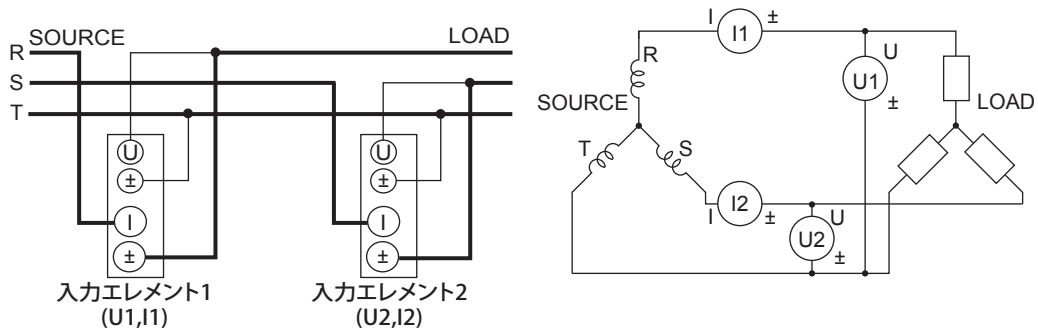 SOURCE
LOAD
R
S
T
U
±
I
±
U
±
I
±
入力エレメント1
(U1,I1)
入力エレメント2
(U2,I2)
I
I1
±
R
U
U1
±
SOURCE
LOAD
T
S
I
I2
±
U
U2
±